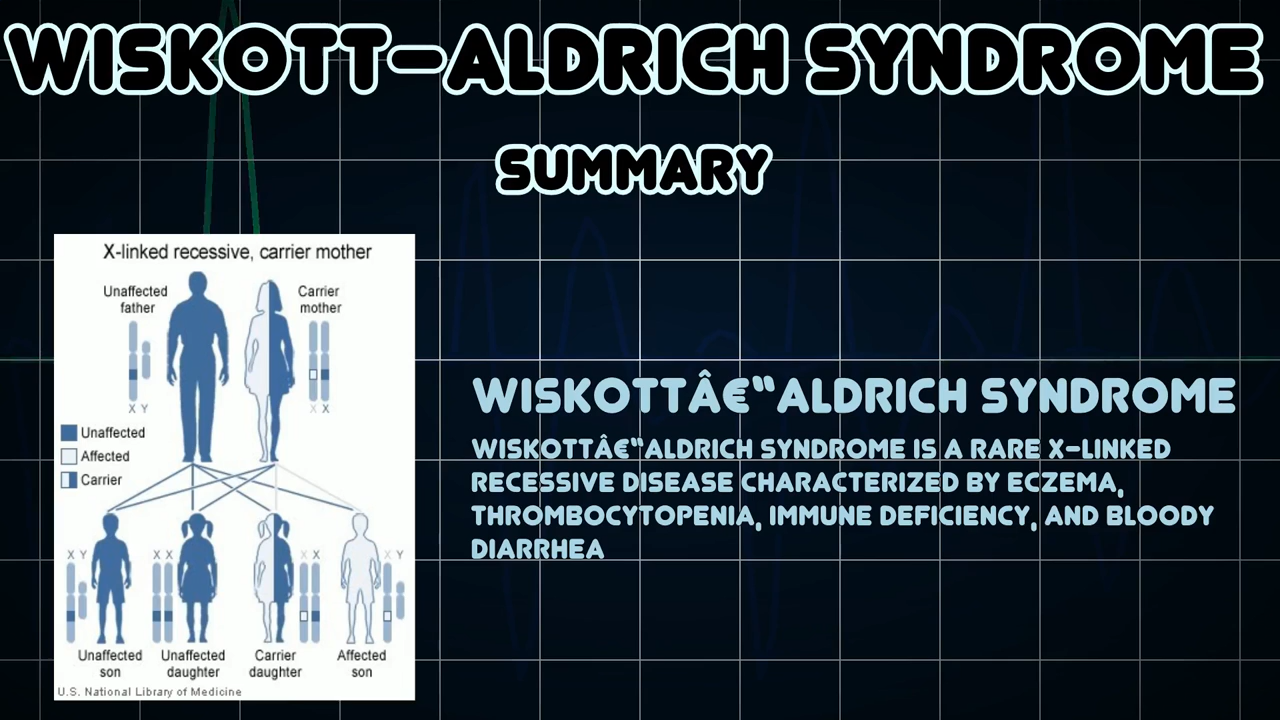 WISKOTT-ALDRICH SYNDROME
SUMMARY
X-linked recessive, carrier mother
Unaffected father
Carrier mother
X Y
X X
Unaffected
Affected
Carrier
X Y
X X
X X
X Y
Unaffected son
Unaffected daughter
Carrier daughter
Affected son
U.S. National Library of Medicine
WISKOTTÂ€“ALDRICH SYNDROME
WISKOTTÂ€“ALDRICH SYNDROME IS A RARE X-LINKED
RECESSIVE DISEASE CHARACTERIZED BY ECZEMA,
THROMBOCYTOPENIA, IMMUNE DEFICIENCY, AND BLOODY
DIARRHEA